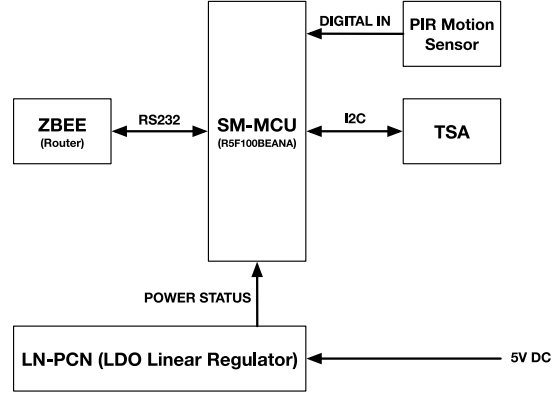 DIGITAL IN
PIR Motion
Sensor
ZBEE
(Router)
RS232
SM-MCU
(R5F100BEANA)
I2C
TSA
POWER STATUS
LN-PCN (LDO Linear Regulator)
5V DC